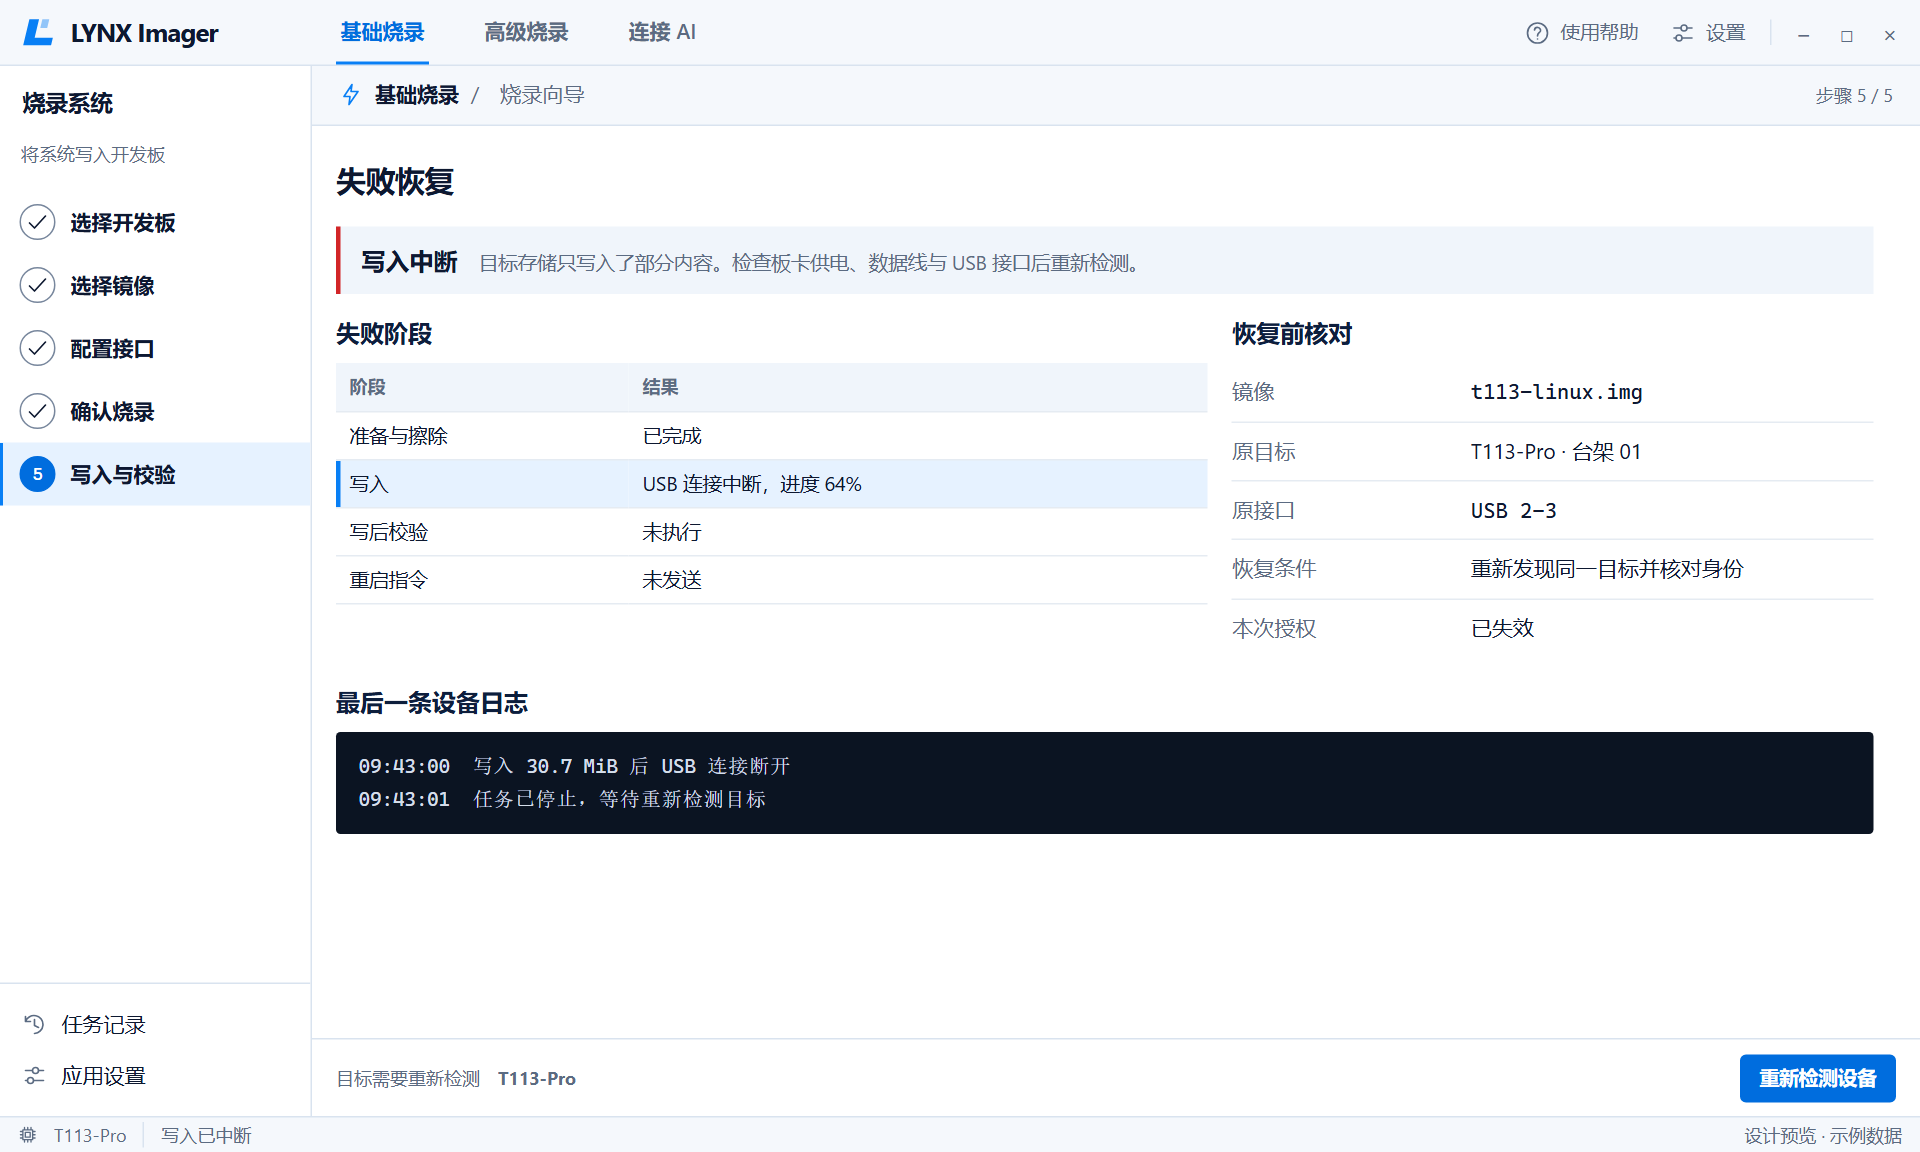 LYNX Imager
基础烧录
高级烧录
连接 AI
使用帮助
设置
烧录系统
将系统写入开发板
选择开发板
选择镜像
配置接口
确认烧录
5 写入与校验
任务记录
应用设置
基础烧录 / 烧录向导
步骤 5 / 5
失败恢复
写入中断 目标存储只写入了部分内容。检查板卡供电、数据线与 USB 接口后重新检测。
失败阶段
阶段 结果
准备与擦除 已完成
写入 USB 连接中断，进度 64%
写后校验 未执行
重启指令 未发送
恢复前核对
镜像 t113-linux.img
原目标 T113-Pro · 台架 01
原接口 USB 2-3
恢复条件 重新发现同一目标并核对身份
本次授权 已失效
最后一条设备日志
09:43:00 写入 30.7 MiB 后 USB 连接断开
09:43:01 任务已停止，等待重新检测目标
目标需要重新检测 T113-Pro
重新检测设备
T113-Pro 写入已中断
设计预览 · 示例数据